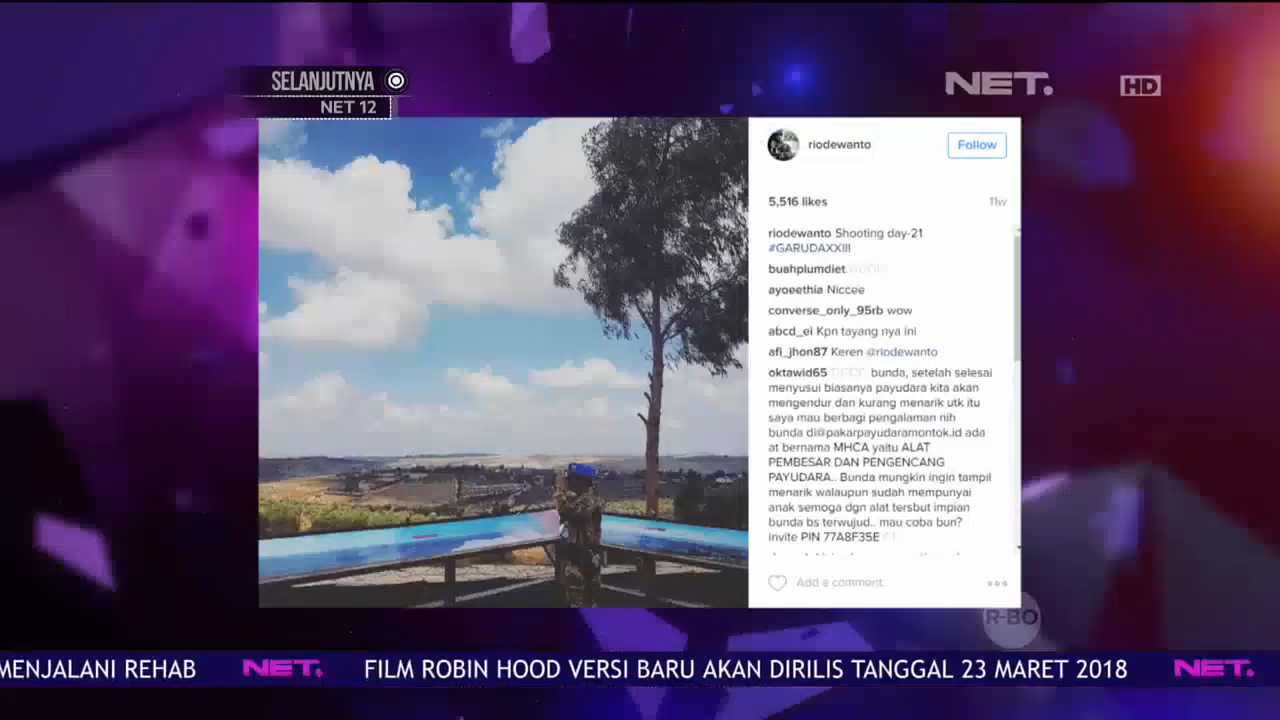 SELANJUTNYA
NET 12
NET.
HD
riodewanto
Follow
5,516 likes
11w
riodewanto Shooting day-21
#GARUDAXXIII
buahplumdiet
ayoeethia Niccee
converse_only_95rb wow
abcd_ei Kpn tayang nya ini
afi_jhon87 Keren @riodewanto
oktawid65 bunda, setelah selesai
menyusui biasanya payudara kita akan
mengendur dan kurang menarik utk itu
saya mau berbagi pengalaman nih
bunda di@pakarpayudaramontok.id ada
at bernama MHCA yaitu ALAT
PEMBESAR DAN PENGENCANG
PAYUDARA.. Bunda mungkin ingin tampil
menarik walaupun sudah mempunyai
anak semoga dgn alat tersbut impian
bunda bs terwujud.. mau coba bun?
invite PIN 77A8F35E
Add a comment...
R-BO
MENJALANI REHAB NET. FILM ROBIN HOOD VERSI BARU AKAN DIRILIS TANGGAL 23 MARET 2018 NET.